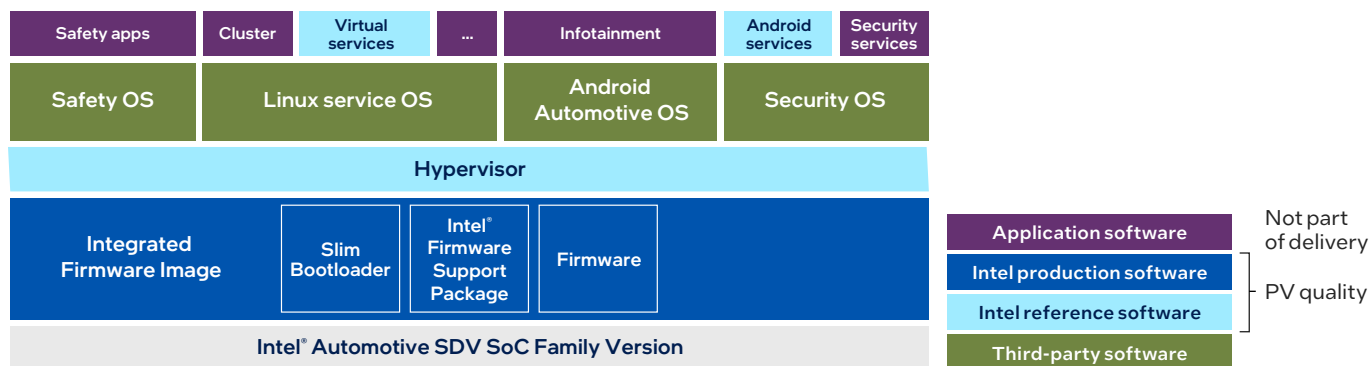 Safety apps
Cluster
Virtual
services
...
Infotainment
Android
services
Security
services
Safety OS
Linux service OS
Android
Automotive OS
Security OS
Hypervisor
Integrated
Firmware Image
Slim
Bootloader
Intel®
Firmware
Support
Package
Firmware
Intel® Automotive SDV SoC Family Version
Application software
Intel production software
Intel reference software
Third-party software
Not part
of delivery
PV quality